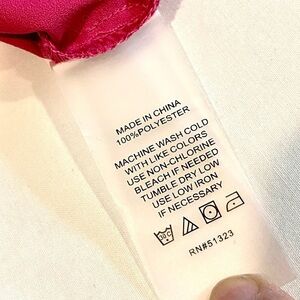 MADE IN CHINA
100%POLYESTER
MACHINE WASH COLD
WITH LIKE COLORS
USE NON-CHLORINE
BLEACH IF NEEDED
TUMBLE DRY LOW
USE LOW IRON
IF NECESSARY
30°C
RN#51323